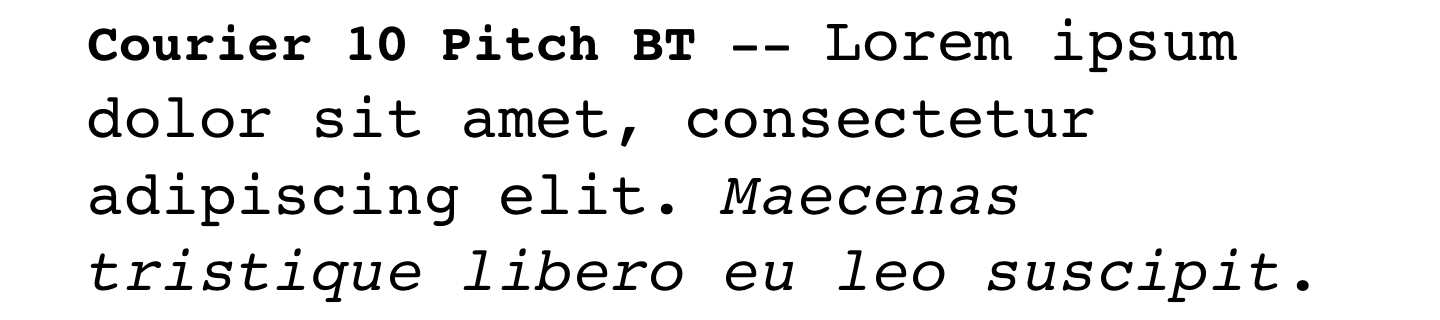 Courier 10 Pitch BT -- Lorem ipsum
dolor sit amet, consectetur
adipiscing elit. Maecenas
tristique libero eu leo suscipit.